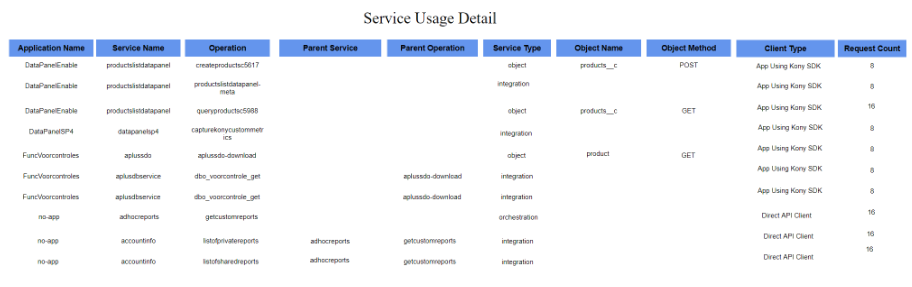 Service Usage Detail
Application Name Service Name Operation Parent Service Parent Operation Service Type Object Name Object Method Client Type Request Count
DataPanelEnable productslistdatapanel createproductsc5617 object products__c POST App Using Kony SDK 8
DataPanelEnable productslistdatapanel productslistdatapanel-
meta integration App Using Kony SDK 8
DataPanelEnable productslistdatapanel queryproductsc5988 object products__c GET App Using Kony SDK 16
DataPanelSP4 datapanelsp4 capturekonycustommetr
ics integration App Using Kony SDK 8
FuncVoorcontroles aplussdo aplussdo-download object product GET App Using Kony SDK 8
FuncVoorcontroles aplusdbservice dbo_voorcontrole_get aplussdo-download integration App Using Kony SDK 8
FuncVoorcontroles aplusdbservice dbo_voorcontrole_get aplussdo-download integration App Using Kony SDK 8
no-app adhocreports getcustomreports orchestration Direct API Client 16
no-app accountinfo listofprivatereports adhocreports getcustomreports integration Direct API Client 16
no-app accountinfo listofsharedreports adhocreports getcustomreports integration Direct API Client 16